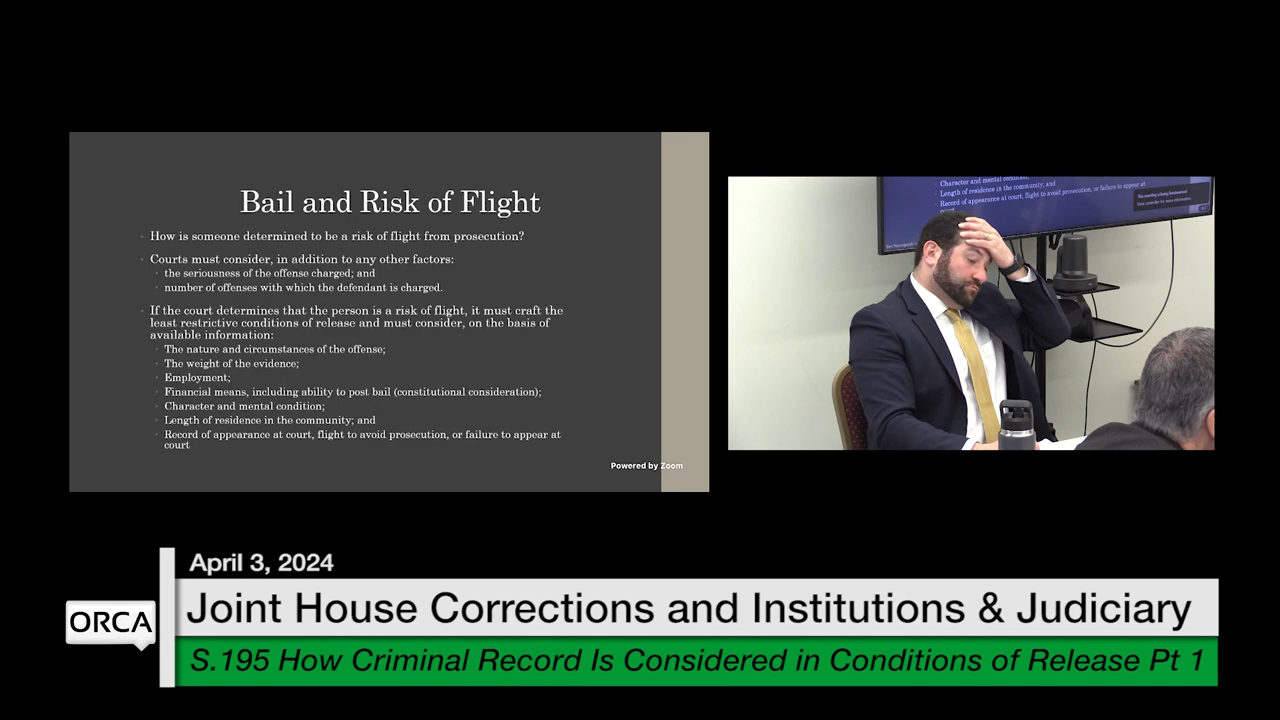 Bail and Risk of Flight
How is someone determined to be a risk of flight from prosecution?
Courts must consider, in addition to any other factors:
the seriousness of the offense charged; and
number of offenses with which the defendant is charged.
If the court determines that the person is a risk of flight, it must craft the
least restrictive conditions of release and must consider, on the basis of
available information:
The nature and circumstances of the offense;
The weight of the evidence;
Employment;
Financial means, including ability to post bail (constitutional consideration);
Character and mental condition;
Length of residence in the community; and
Record of appearance at court, flight to avoid prosecution, or failure to appear at
court
Powered by Zoom
Character and mental condition;
Length of residence in the community; and
Record of appearance at court, flight to avoid prosecution, or failure to appear at
April 3, 2024
Joint House Corrections and Institutions & Judiciary
ORCA
S.195 How Criminal Record Is Considered in Conditions of Release Pt 1